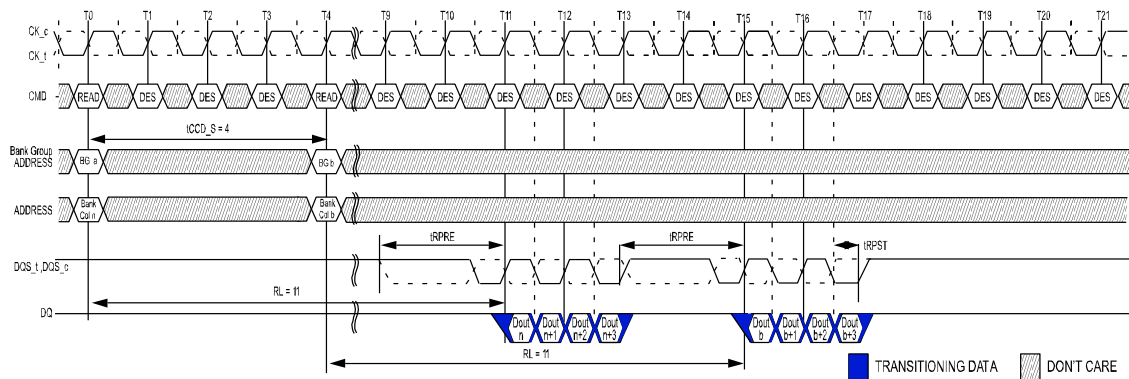 T0 T1 T2 T3 T4 T9 T10 T11 T12 T13 T14 T15 T16 T17 T18 T19 T20 T21
CK_c
CK_t
CMD READ DES DES DES READ DES DES DES DES DES DES DES DES DES DES DES DES DES
tCCD_S = 4
Bank Group
ADDRESS BG a BG b
ADDRESS Bank Col n Bank Col b
tRPRE tRPRE tRPST
DQS_t ,DQS_c
RL = 11
DQ Dout n Dout n+1 Dout n+2 Dout n+3 Dout b Dout b+1 Dout b+2 Dout b+3
RL = 11
TRANSITIONING DATA DON'T CARE